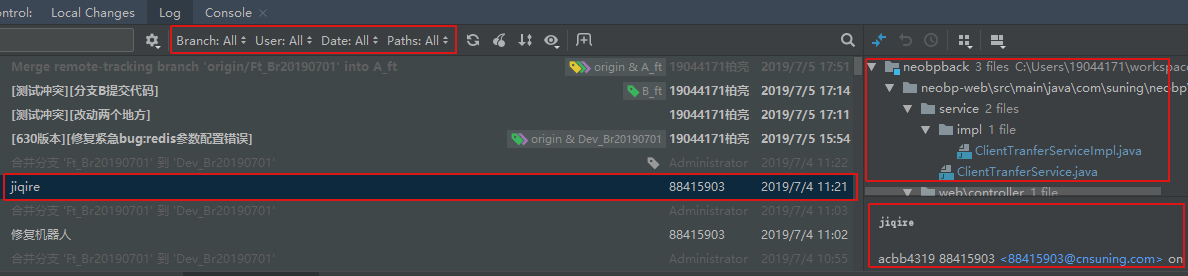 ontrol: Local Changes Log Console
Branch: All User: All Date: All Paths: All
Merge remote-tracking branch 'origin/Ft_Br20190701' into A_ft origin & A_ft 19044171柏亮 2019/7/5 17:51
[测试冲突][分支B提交代码] B_ft 19044171柏亮 2019/7/5 17:14
[测试冲突][改动两个地方] 19044171柏亮 2019/7/5 17:11
[630版本][修复紧急bug:redis参数配置错误] origin & Dev_Br20190701 19044171柏亮 2019/7/5 15:54
合并分支 'Ft_Br20190701' 到 'Dev_Br20190701' Administrator 2019/7/4 11:22
jiqire 88415903 2019/7/4 11:21
合并分支 'Ft_Br20190701' 到 'Dev_Br20190701' Administrator 2019/7/4 11:03
修复机器人 88415903 2019/7/4 11:02
合并分支 'Ft_Br20190701' 到 'Dev_Br20190701' Administrator 2019/7/4 10:55
neobpback 3 files C:\Users\19044171\workspace
neobp-web\src\main\java\com\suning\neobp\
service 2 files
impl 1 file
ClientTranferServiceImpl.java
ClientTranferService.java
web\controller 1 file
jiqire
acbb4319 88415903 <88415903@cnsuning.com> on